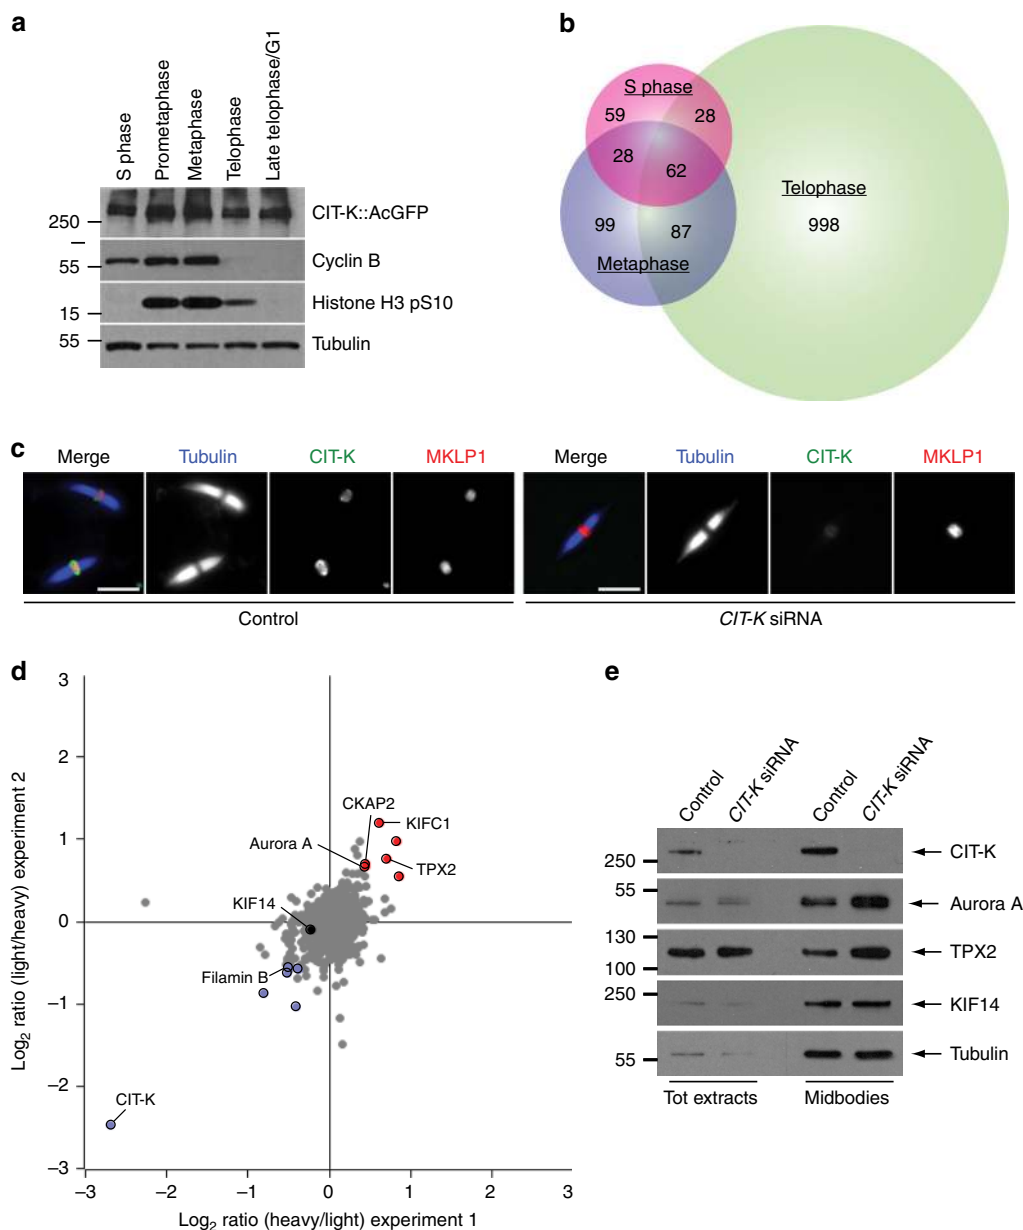 a
S phase
Prometaphase
Metaphase
Telophase
Late telophase/G1
250
CIT-K::AcGFP
55
Cyclin B
15
Histone H3 pS10
55
Tubulin
b
S phase
59
28
28
62
Telophase
998
99
87
Metaphase
c
Merge
Tubulin
CIT-K
MKLP1
Merge
Tubulin
CIT-K
MKLP1
Control
CIT-K siRNA
d
3
2
1
0
−1
−2
−3
Log2 ratio (light/heavy) experiment 2
CKAP2
KIFC1
Aurora A
TPX2
KIF14
Filamin B
CIT-K
−3
−2
−1
0
1
2
3
Log2 ratio (heavy/light) experiment 1
e
Control
CIT-K siRNA
Control
CIT-K siRNA
250
CIT-K
55
Aurora A
130
TPX2
100
250
KIF14
55
Tubulin
Tot extracts
Midbodies